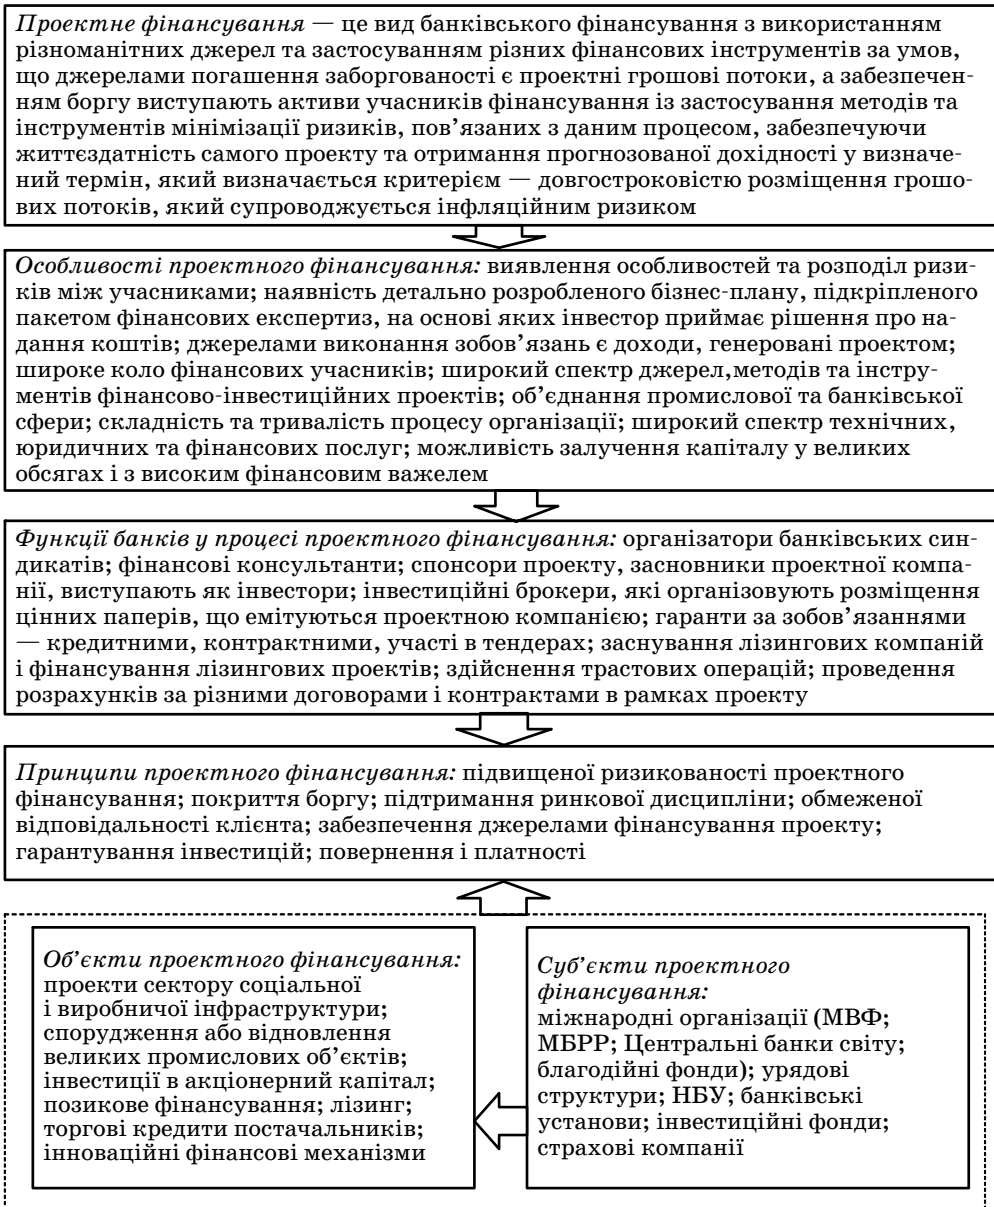 Проектне фінансування — це вид банківського фінансування з використанням
різноманітних джерел та застосуванням різних фінансових інструментів за умов,
що джерелами погашення заборгованості є проектні грошові потоки, а забезпечен-
ням боргу виступають активи учасників фінансування із застосування методів та
інструментів мінімізації ризиків, пов’язаних з даним процесом, забезпечуючи
життєздатність самого проекту та отримання прогнозованої дохідності у визначе-
ний термін, який визначається критерієм — довгостроковістю розміщення грошо-
вих потоків, який супроводжується інфляційним ризиком
Особливості проектного фінансування: виявлення особливостей та розподіл ризи-
ків між учасниками; наявність детально розробленого бізнес-плану, підкріпленого
пакетом фінансових експертиз, на основі яких інвестор приймає рішення про на-
дання коштів; джерелами виконання зобов’язань є доходи, генеровані проектом;
широке коло фінансових учасників; широкий спектр джерел,методів та інстру-
ментів фінансово-інвестиційних проектів; об’єднання промислової та банківської
сфери; складність та тривалість процесу організації; широкий спектр технічних,
юридичних та фінансових послуг; можливість залучення капіталу у великих
обсягах і з високим фінансовим важелем
Функції банків у процесі проектного фінансування: організатори банківських син-
дикатів; фінансові консультанти; спонсори проекту, засновники проектної компа-
нії, виступають як інвестори; інвестиційні брокери, які організовують розміщення
цінних паперів, що емітуються проектною компанією; гаранти за зобов’язаннями
— кредитними, контрактними, участі в тендерах; заснування лізингових компаній
і фінансування лізингових проектів; здійснення трастових операцій; проведення
розрахунків за різними договорами і контрактами в рамках проекту
Принципи проектного фінансування: підвищеної ризикованості проектного
фінансування; покриття боргу; підтримання ринкової дисципліни; обмеженої
відповідальності клієнта; забезпечення джерелами фінансування проекту;
гарантування інвестицій; повернення і платності
Об’єкти проектного фінансування:
проекти сектору соціальної
і виробничої інфраструктури;
спорудження або відновлення
великих промислових об’єктів;
інвестиції в акціонерний капітал;
позикове фінансування; лізинг;
торгові кредити постачальників;
інноваційні фінансові механізми
Суб’єкти проектного
фінансування:
міжнародні організації (МВФ;
МБРР; Центральні банки світу;
благодійні фонди); урядові
структури; НБУ; банківські
установи; інвестиційні фонди;
страхові компанії